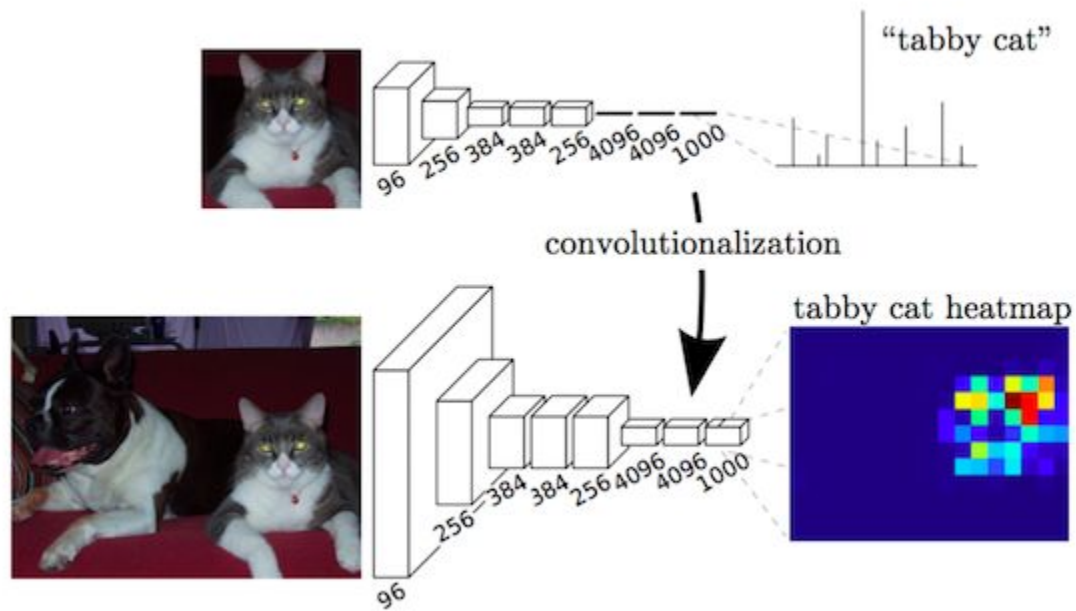 “tabby cat”
96 256 384 384 256 4096 4096 1000
convolutionalization
tabby cat heatmap
96 256 384 384 256 4096 4096 1000